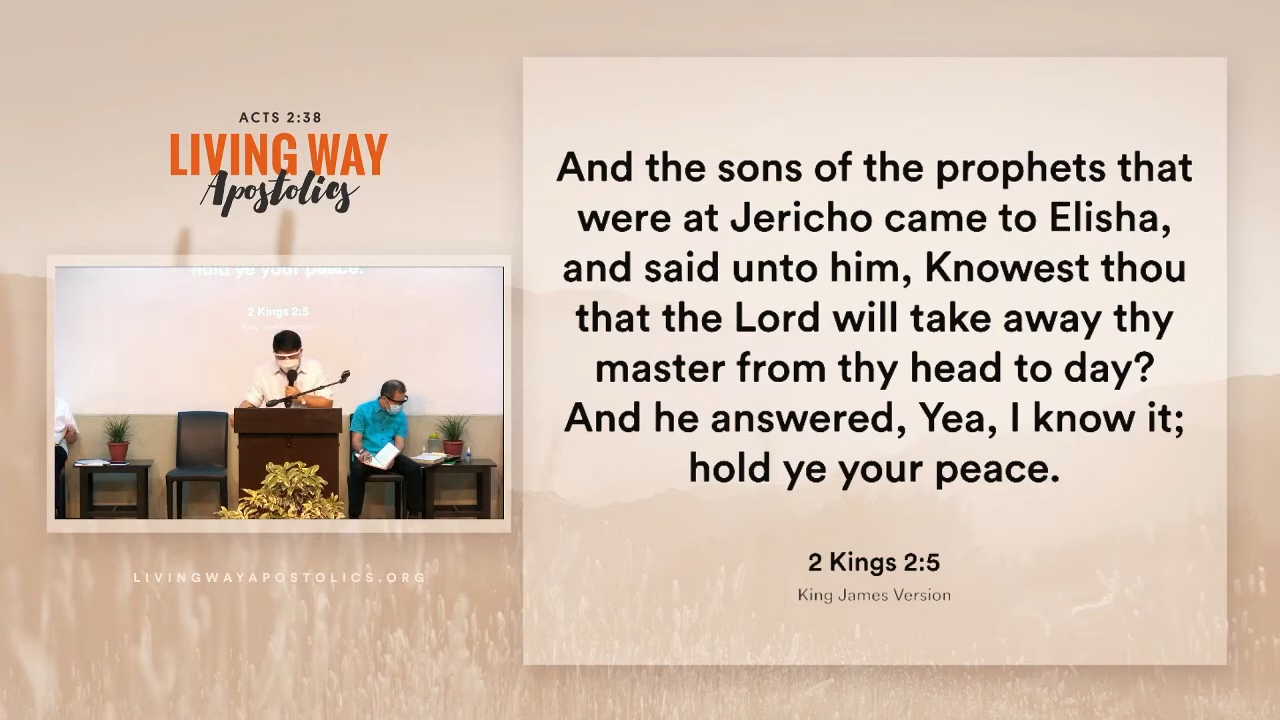 ACTS 2:38
LIVING WAY
Apostolics
hold ye your peace.
2 Kings 2:5
LIVINGWAYAPOSTOLICS.ORG
And the sons of the prophets that
were at Jericho came to Elisha,
and said unto him, Knowest thou
that the Lord will take away thy
master from thy head to day?
And he answered, Yea, I know it;
hold ye your peace.
2 Kings 2:5
King James Version